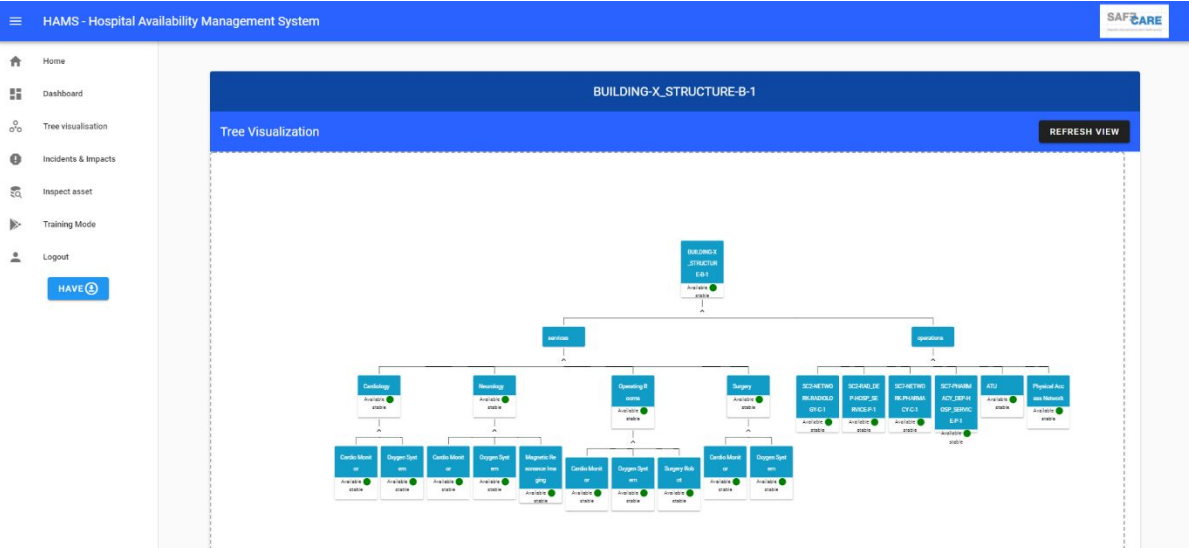 HAMS - Hospital Availability Management System
SAFECARE
Home
Dashboard
Tree visualisation
Incidents & Impacts
Inspect asset
Training Mode
Logout
HAVE
BUILDING-X_STRUCTURE-B-1
Tree Visualization
REFRESH VIEW
BUILDING-X
_STRUCTUR
E-B-1
Available
stable
services
operations
Cardiology
Available
stable
Neurology
Available
stable
Operating R
ooms
Available
stable
Surgery
Available
stable
SC2-NETWO
RK-RADIOLO
GY-C-1
Available
stable
SC2-RAD_DE
P-HOSP_SE
RVICE-P-1
Available
stable
SC7-NETWO
RK-PHARMA
CY-C-1
Available
stable
SC7-PHARM
ACY_DEP-H
OSP_SERVIC
E-P-1
Available
stable
ATU
Available
stable
Physical Acc
ess Network
Available
stable
Cardio Monit
or
Available
stable
Oxygen Syst
em
Available
stable
Cardio Monit
or
Available
stable
Oxygen Syst
em
Available
stable
Magnetic Re
sonance Ima
ging
Available
stable
Cardio Monit
or
Available
stable
Oxygen Syst
em
Available
stable
Surgery Rob
ot
Available
stable
Cardio Monit
or
Available
stable
Oxygen Syst
em
Available
stable